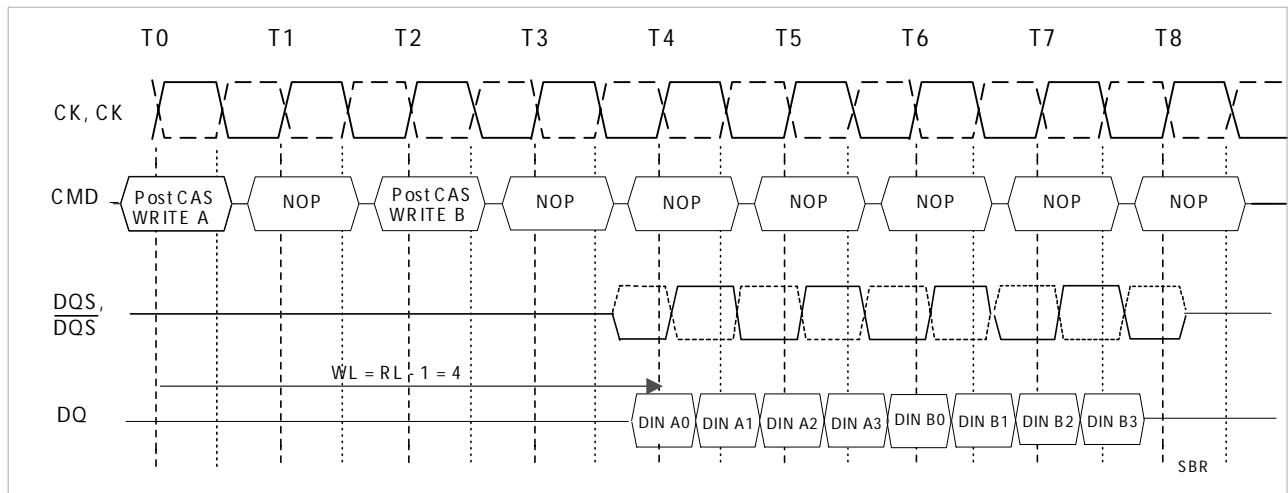 T0 T1 T2 T3 T4 T5 T6 T7 T8
CK, CK
CMD
Post CAS
WRITE A
NOP
Post CAS
WRITE B
NOP
NOP
NOP
NOP
NOP
NOP
DQS,
DQS
WL = RL - 1 = 4
DQ
DIN A0 DIN A1 DIN A2 DIN A3 DIN B0 DIN B1 DIN B2 DIN B3
SBR